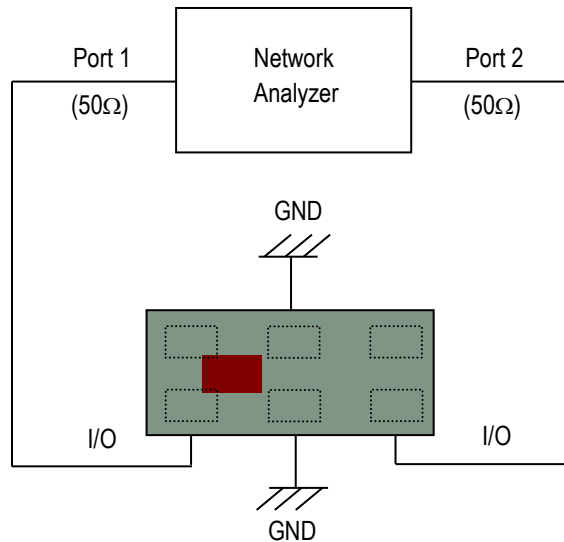 Port 1
Network
Analyzer
Port 2
(50Ω)
(50Ω)
GND
I/O
I/O
GND